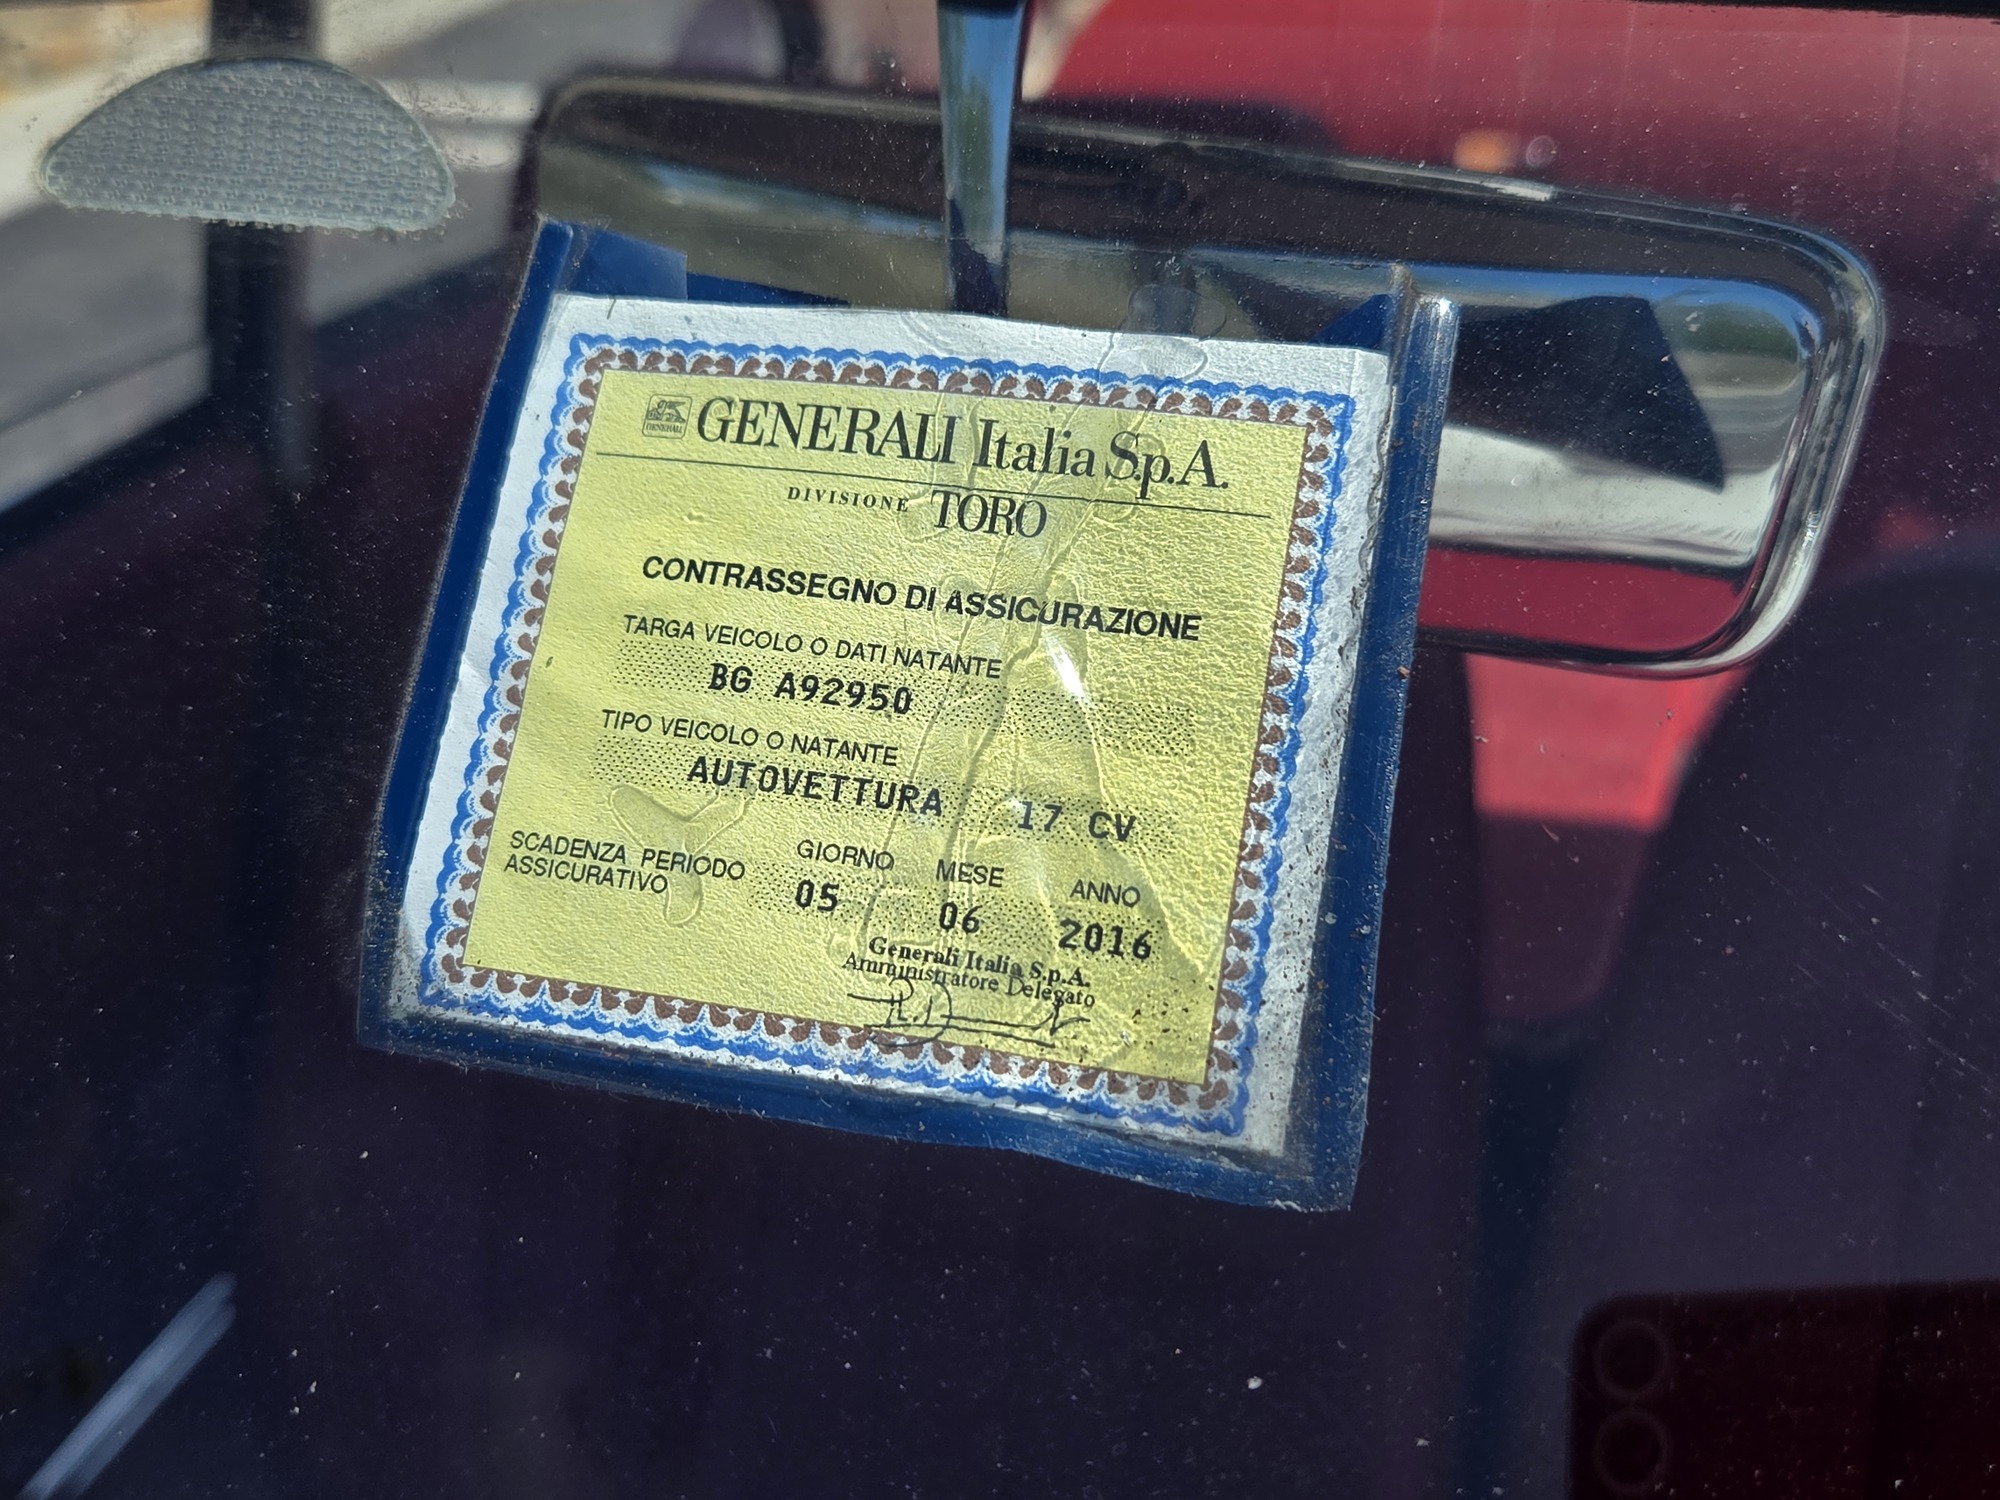 GENERALI
GENERALI Italia S.p.A.
DIVISIONE TORO
CONTRASSEGNO DI ASSICURAZIONE
TARGA VEICOLO O DATI NATANTE
BG A92950
TIPO VEICOLO O NATANTE
AUTOVETTURA 17 CV
SCADENZA PERIODO ASSICURATIVO
GIORNO MESE ANNO
05 06 2016
Generali Italia S.p.A.
Amministratore Delegato